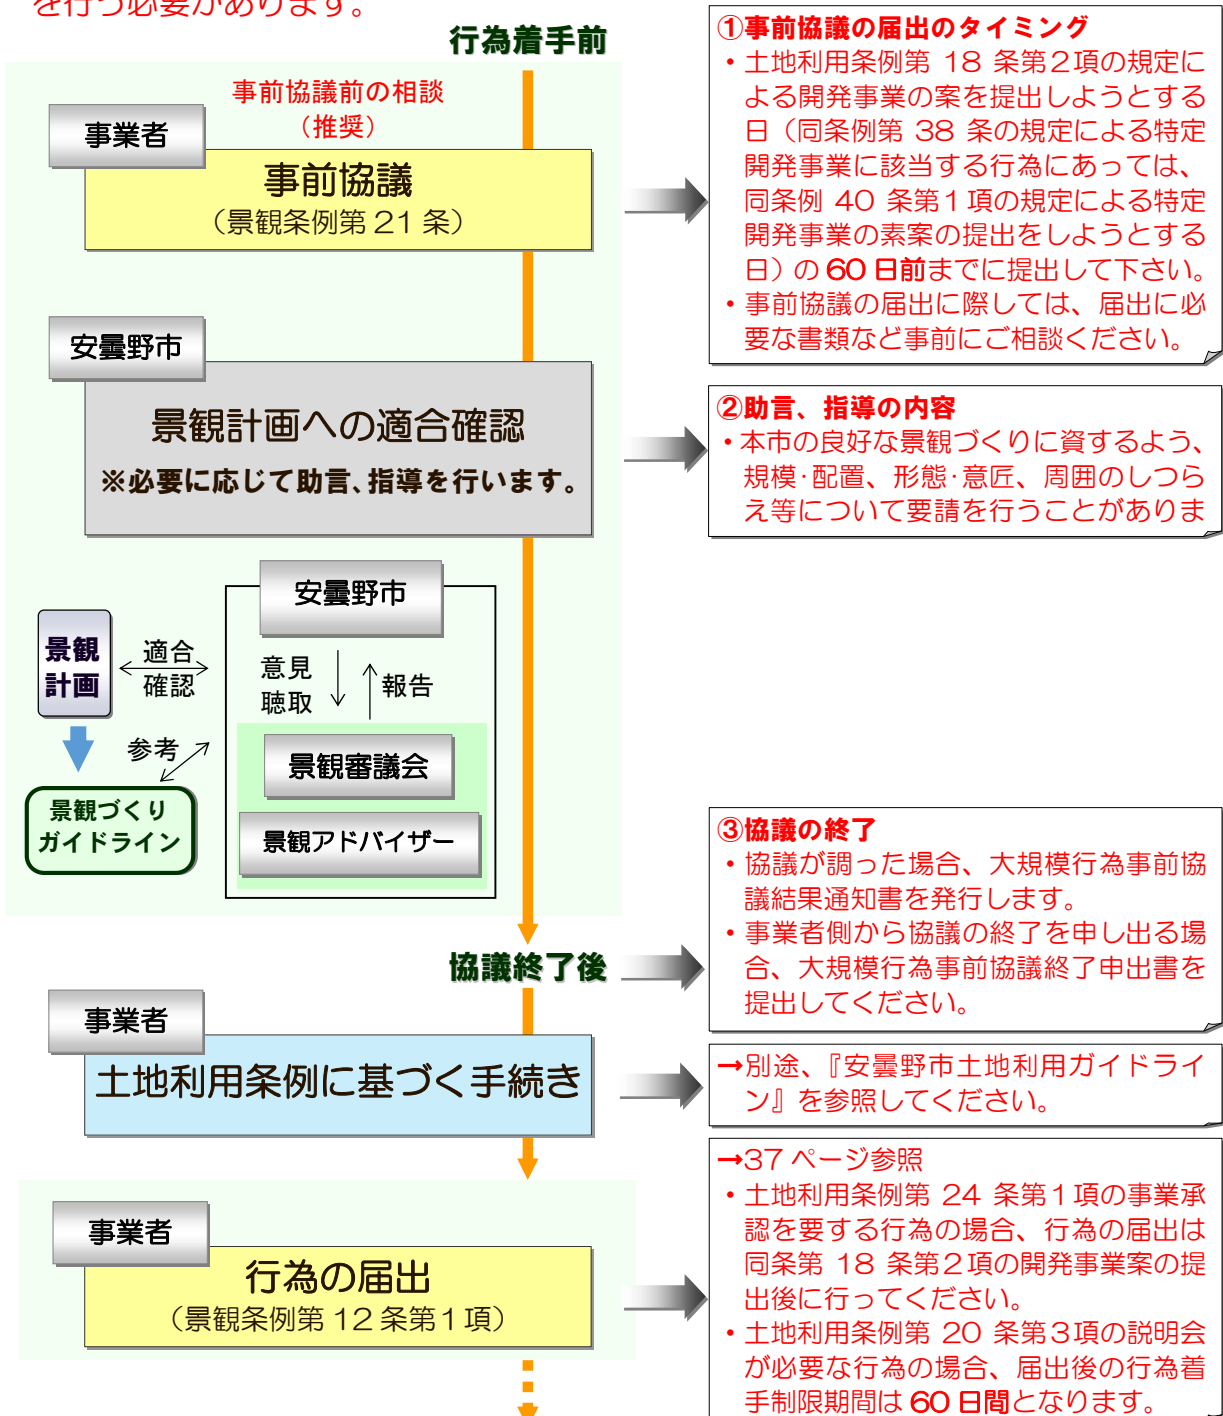 を行う必要があります。
行為着手前
事前協議前の相談
（推奨）
事業者
事前協議
（景観条例第 21 条）
①事前協議の届出のタイミング
・土地利用条例第 18 条第２項の規定に
よる開発事業の案を提出しようとする
日（同条例第 38 条の規定による特定
開発事業に該当する行為にあっては、
同条例 40 条第１項の規定による特定
開発事業の素案の提出をしようとする
日）の 60 日前までに提出して下さい。
・事前協議の届出に際しては、届出に必
要な書類など事前にご相談ください。
安曇野市
景観計画への適合確認
※必要に応じて助言、指導を行います。
②助言、指導の内容
・本市の良好な景観づくりに資するよう、
規模・配置、形態・意匠、周囲のしつら
え等について要請を行うことがありま
安曇野市
景観
計画
適合
確認
意見
聴取
報告
参考
景観審議会
景観アドバイザー
景観づくり
ガイドライン
③協議の終了
・協議が調った場合、大規模行為事前協
議結果通知書を発行します。
・事業者側から協議の終了を申し出る場
合、大規模行為事前協議終了申出書を
提出してください。
協議終了後
事業者
土地利用条例に基づく手続き
→別途、『安曇野市土地利用ガイドライ
ン』を参照してください。
事業者
行為の届出
（景観条例第 12 条第１項）
→37 ページ参照
・土地利用条例第 24 条第１項の事業承
認を要する行為の場合、行為の届出は
同条第 18 条第２項の開発事業案の提
出後に行ってください。
・土地利用条例第 20 条第３項の説明会
が必要な行為の場合、届出後の行為着
手制限期間は 60 日間となります。